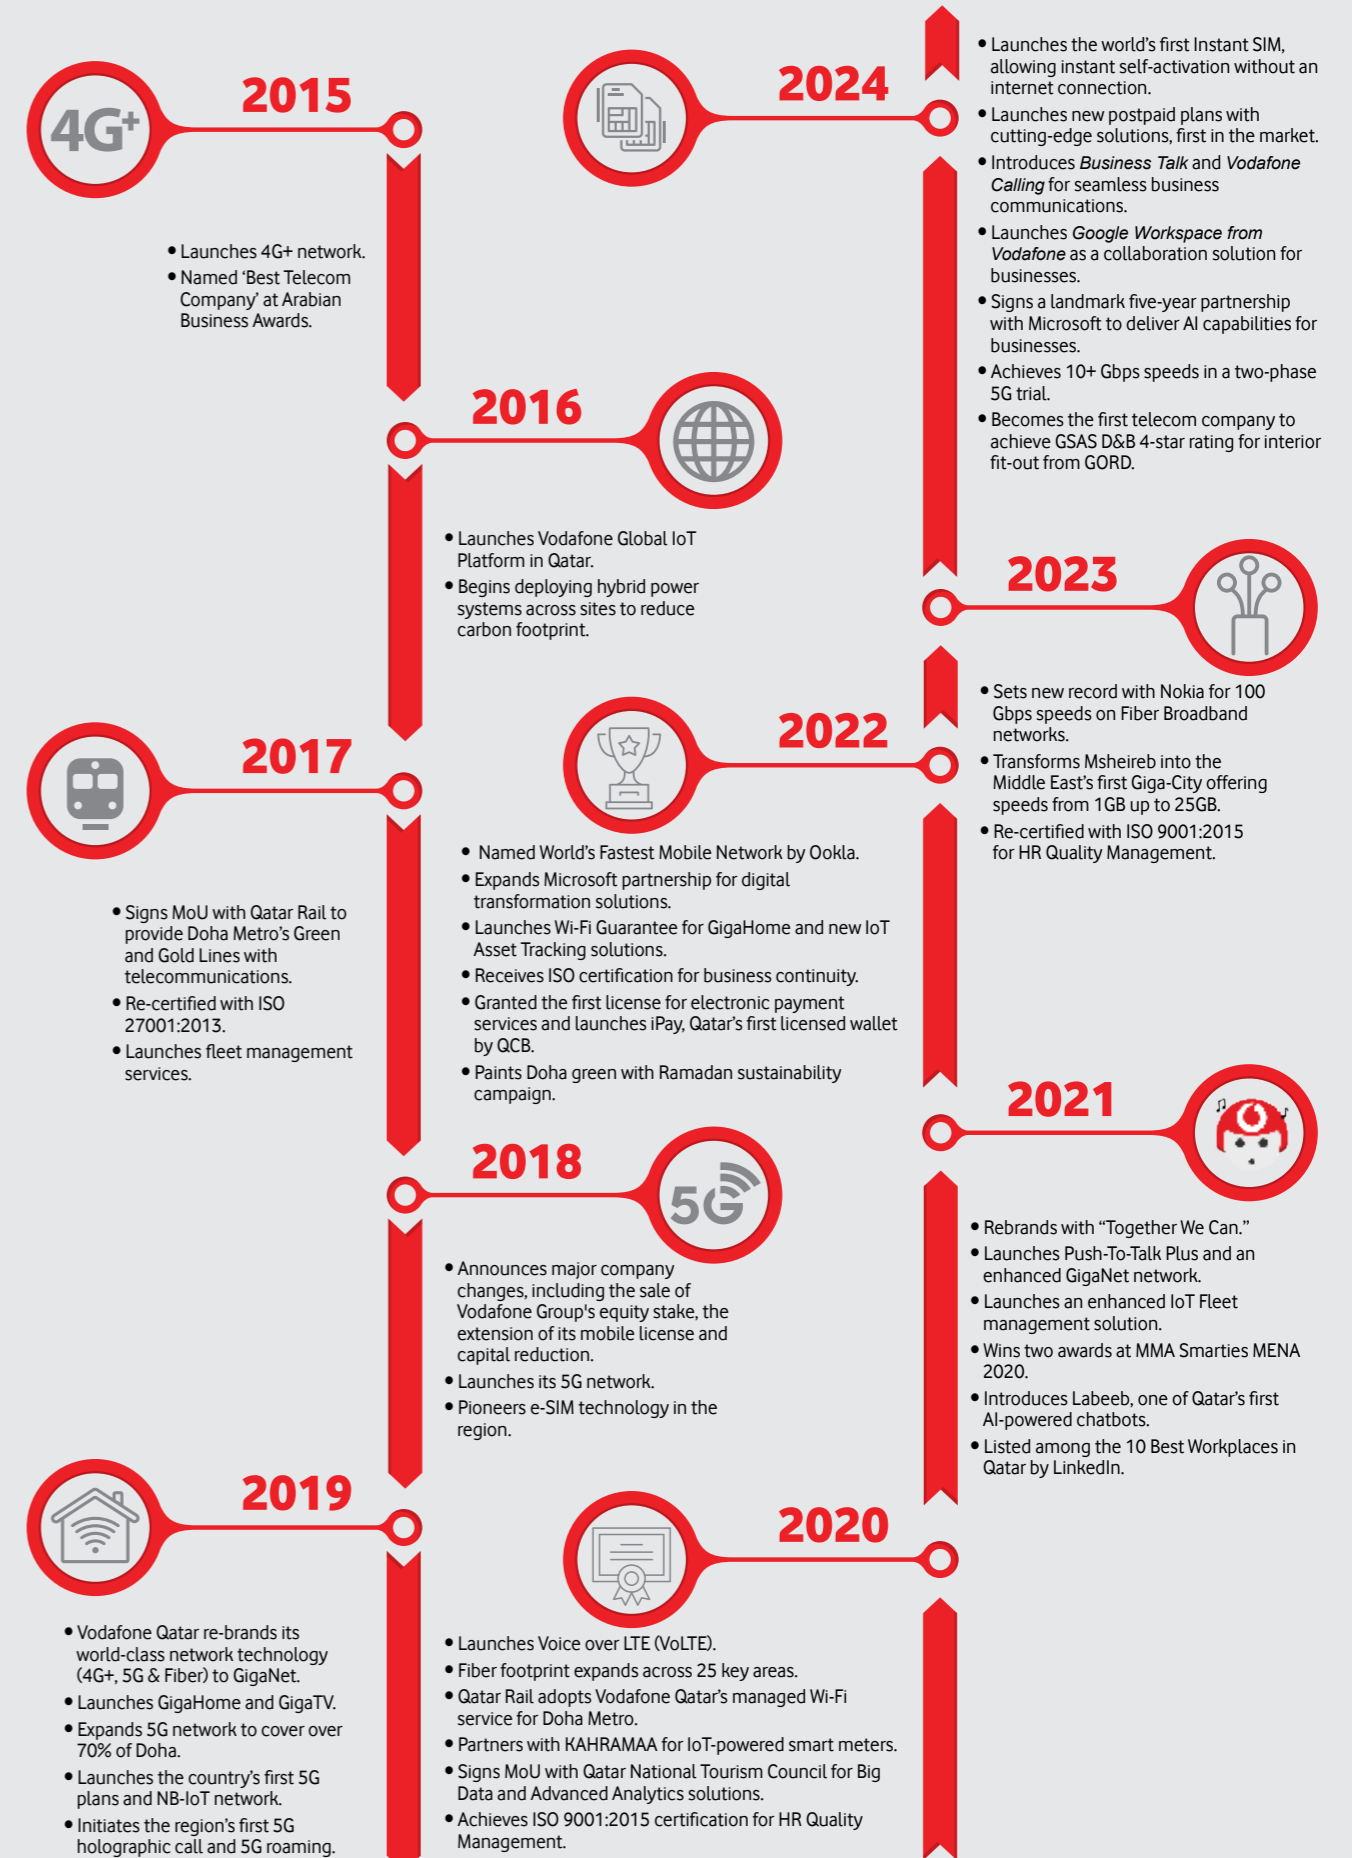 4G+
2015
• Launches 4G+ network.
• Named ‘Best Telecom
Company’ at Arabian
Business Awards.
2016
• Launches Vodafone Global IoT
Platform in Qatar.
• Begins deploying hybrid power
systems across sites to reduce
carbon footprint.
2017
• Signs MoU with Qatar Rail to
provide Doha Metro’s Green
and Gold Lines with
telecommunications.
• Re-certified with ISO
27001:2013.
• Launches fleet management
services.
2018
5G
• Announces major company
changes, including the sale of
Vodafone Group's equity stake, the
extension of its mobile license and
capital reduction.
• Launches its 5G network.
• Pioneers e-SIM technology in the
region.
2019
• Vodafone Qatar re-brands its
world-class network technology
(4G+, 5G & Fiber) to GigaNet.
• Launches GigaHome and GigaTV.
• Expands 5G network to cover over
70% of Doha.
• Launches the country’s first 5G
plans and NB-IoT network.
• Initiates the region’s first 5G
holographic call and 5G roaming.
2020
• Launches Voice over LTE (VoLTE).
• Fiber footprint expands across 25 key areas.
• Qatar Rail adopts Vodafone Qatar’s managed Wi-Fi
service for Doha Metro.
• Partners with KAHRAMAA for IoT-powered smart meters.
• Signs MoU with Qatar National Tourism Council for Big
Data and Advanced Analytics solutions.
• Achieves ISO 9001:2015 certification for HR Quality
Management.
2021
• Rebrands with “Together We Can.”
• Launches Push-To-Talk Plus and an
enhanced GigaNet network.
• Launches an enhanced IoT Fleet
management solution.
• Wins two awards at MMA Smarties MENA
2020.
• Introduces Labeeb, one of Qatar’s first
AI-powered chatbots.
• Listed among the 10 Best Workplaces in
Qatar by LinkedIn.
2022
• Named World’s Fastest Mobile Network by Ookla.
• Expands Microsoft partnership for digital
transformation solutions.
• Launches Wi-Fi Guarantee for GigaHome and new IoT
Asset Tracking solutions.
• Receives ISO certification for business continuity.
• Granted the first license for electronic payment
services and launches iPay, Qatar’s first licensed wallet
by QCB.
• Paints Doha green with Ramadan sustainability
campaign.
2023
• Sets new record with Nokia for 100
Gbps speeds on Fiber Broadband
networks.
• Transforms Msheireb into the
Middle East’s first Giga-City offering
speeds from 1GB up to 25GB.
• Re-certified with ISO 9001:2015
for HR Quality Management.
2024
• Launches the world’s first Instant SIM,
allowing instant self-activation without an
internet connection.
• Launches new postpaid plans with
cutting-edge solutions, first in the market.
• Introduces Business Talk and Vodafone
Calling for seamless business
communications.
• Launches Google Workspace from
Vodafone as a collaboration solution for
businesses.
• Signs a landmark five-year partnership
with Microsoft to deliver AI capabilities for
businesses.
• Achieves 10+ Gbps speeds in a two-phase
5G trial.
• Becomes the first telecom company to
achieve GSAS D&B 4-star rating for interior
fit-out from GORD.